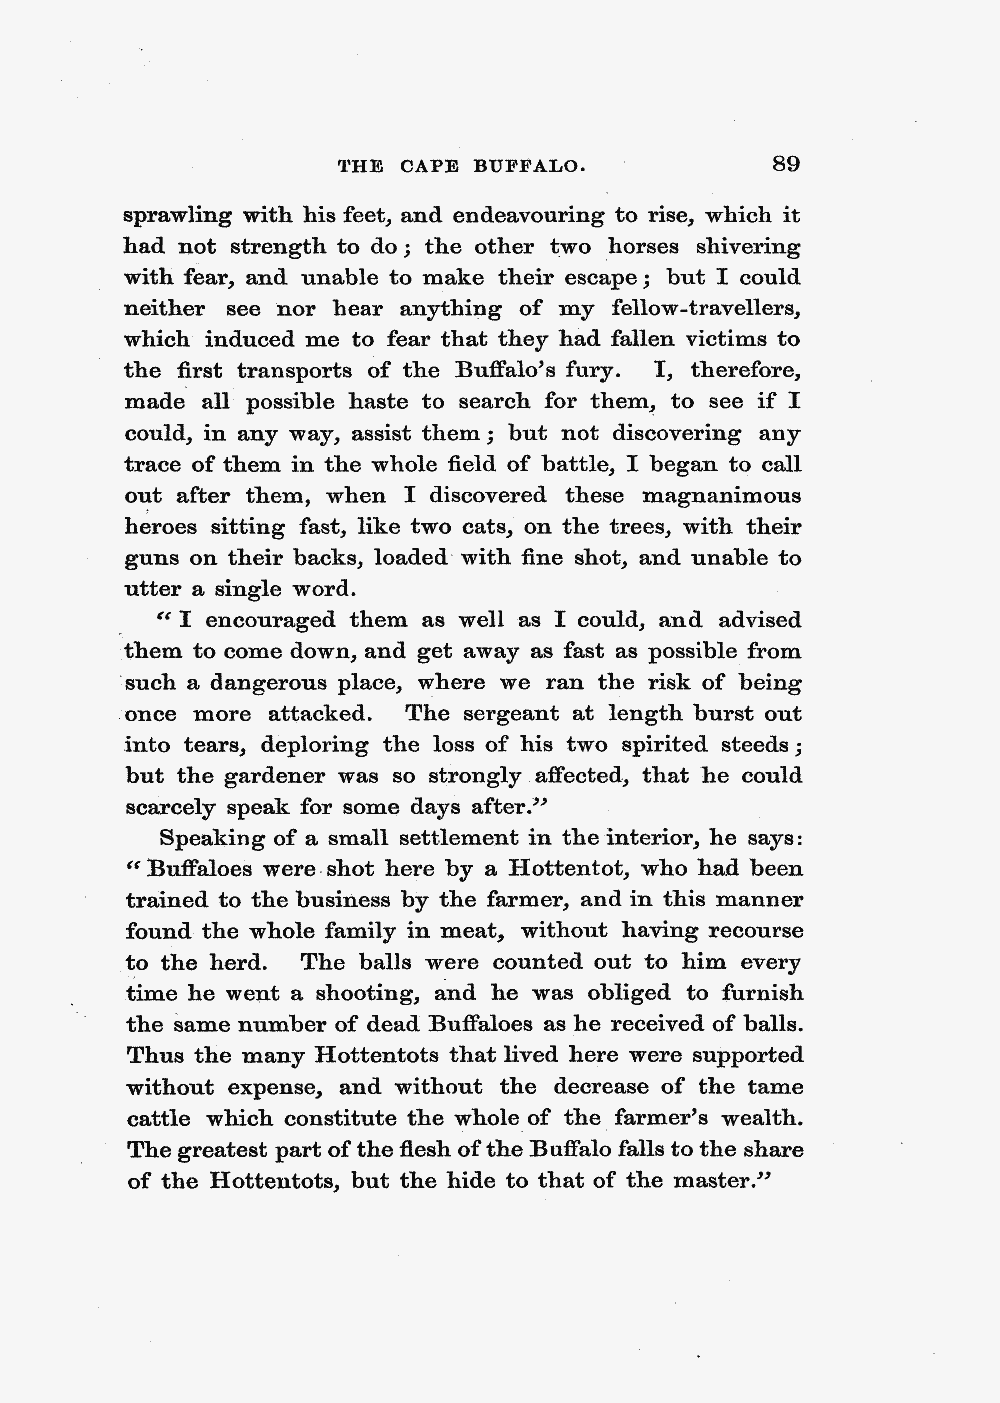 THE CAPE BUFFALO. 89
sprawling with his feet, and endeavouring to rise, which it
had not strength to do ; the other two horses shivering
with fear, and unable to make their escape ; but I could
neither see nor hear anything of my fellow-travellers,
which induced me to fear that they had fallen victims to
the first transports of the Buffalo’s fury. I, therefore,
made all possible haste to search for them, to see if I
could, in any way, assist them ; but not discovering any
trace of them in the whole field of battle, I began to call
out after them, when I discovered these magnanimous
heroes sitting fast, like two cats, on the trees, with their
guns on their backs, loaded with fine shot, and unable to
utter a single word.
“ I encouraged them as well as I could, and advised
them to come down, and get away as fast as possible from
such a dangerous place, where we ran the risk of being
once more attacked. The sergeant at length burst out
into tears, deploring the loss of his two spirited steeds ;
but the gardener was so strongly affected, that he could
scarcely speak for some days after.”
Speaking of a small settlement in the interior, he says:
“ Buffaloes were shot here by a Hottentot, who had been
trained to the business by the farmer, and in this manner
found the whole family in meat, without having recourse
to the herd. The balls were counted out to him every
time he went a shooting, and he was obliged to furnish
the same number of dead Buffaloes as he received of balls.
Thus the many Hottentots that lived here were supported
without expense, and without the decrease of the tame
cattle which constitute the whole of the farmer’s wealth.
The greatest part of the flesh of the Buffalo falls to the share
of the Hottentots, but the hide to that of the master.”